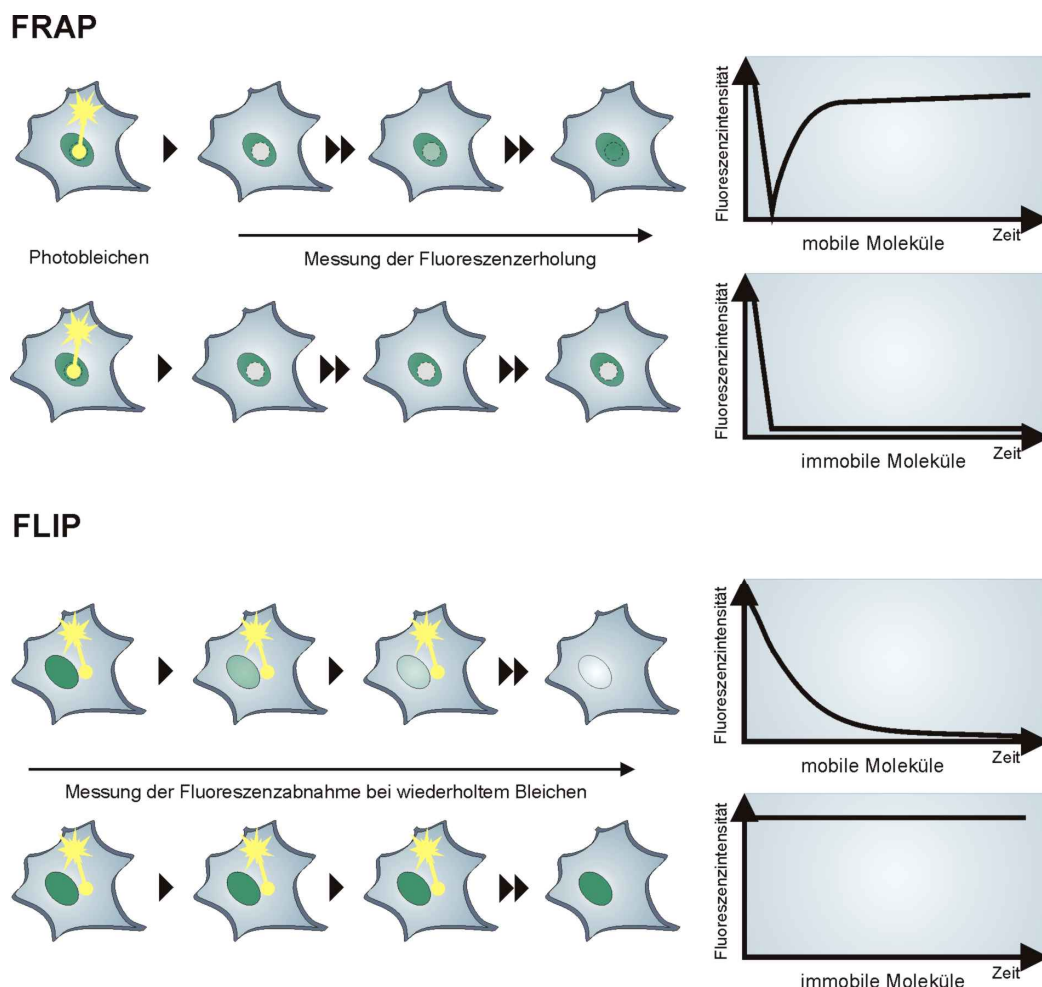 FRAP
Fluoreszenzintensität
Zeit
mobile Moleküle
Photobleichen
Messung der Fluoreszenzerholung
Fluoreszenzintensität
Zeit
immobile Moleküle
FLIP
Fluoreszenzintensität
Zeit
mobile Moleküle
Messung der Fluoreszenzabnahme bei wiederholtem Bleichen
Fluoreszenzintensität
Zeit
immobile Moleküle